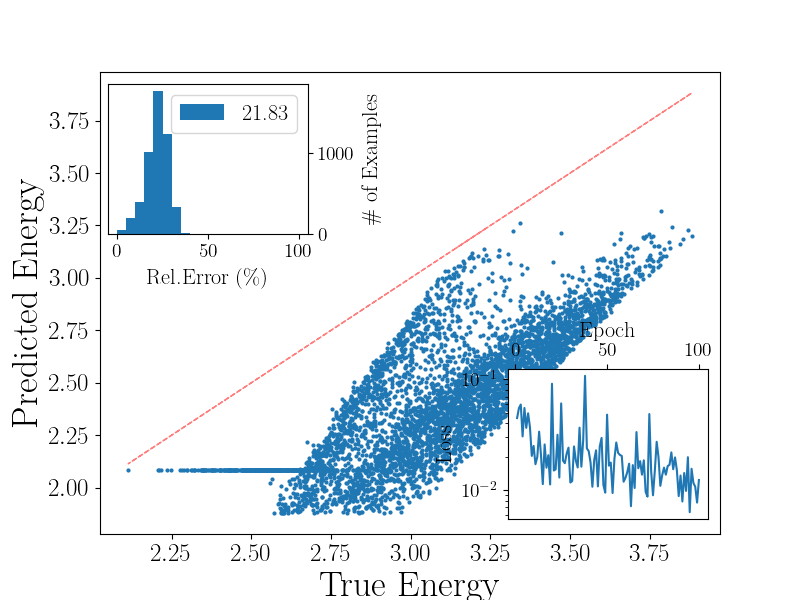 21.83
1000
0
# of Examples
0 50 100
Rel.Error (%)
3.75
3.50
3.25
3.00
2.75
2.50
2.25
2.00
Predicted Energy
Epoch
0 50 100
10⁻¹
10⁻²
Loss
2.25 2.50 2.75 3.00 3.25 3.50 3.75
True Energy